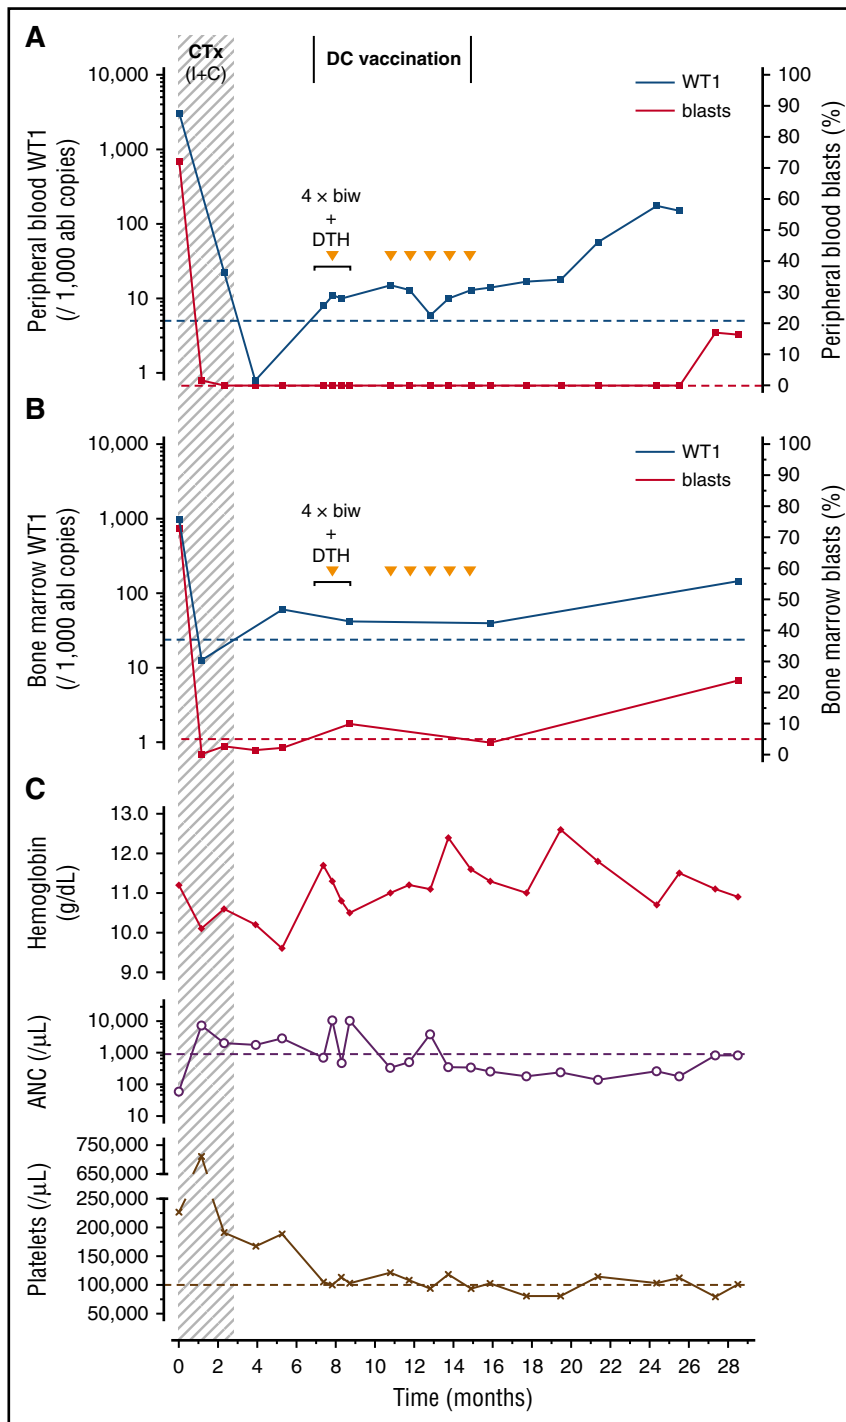 A
CTx
(I+C)
DC vaccination
10,000
1,000
100
10
1
Peripheral blood WT1
(/ 1,000 abl copies)
WT1
blasts
4 × biw
+
DTH
100
90
80
70
60
50
40
30
20
10
0
Peripheral blood blasts (%)
B
10,000
1,000
100
10
1
Bone marrow WT1
(/ 1,000 abl copies)
WT1
blasts
4 × biw
+
DTH
100
90
80
70
60
50
40
30
20
10
0
Bone marrow blasts (%)
C
13.0
12.0
11.0
10.0
9.0
Hemoglobin
(g/dL)
10,000
1,000
100
10
ANC (/μL)
750,000
650,000
250,000
200,000
150,000
100,000
50,000
Platelets (/μL)
0 2 4 6 8 10 12 14 16 18 20 22 24 26 28
Time (months)